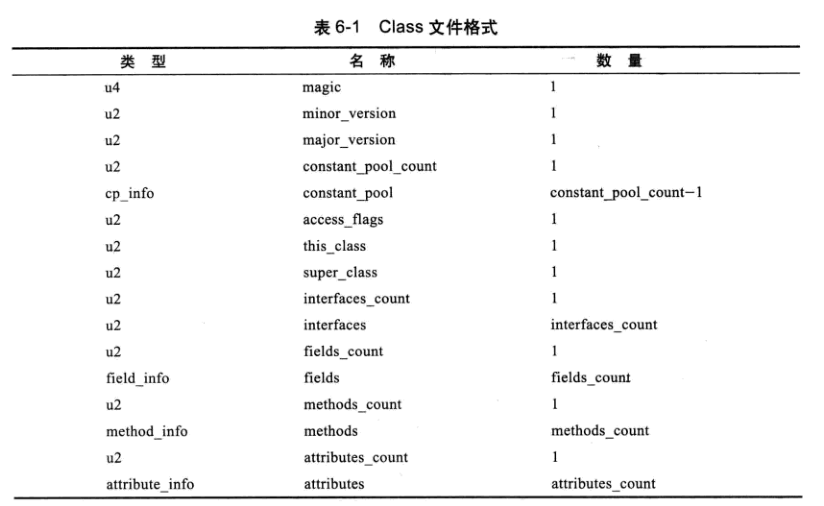 表 6-1 Class 文件格式
类 型 名 称 数 量
u4 magic 1
u2 minor_version 1
u2 major_version 1
u2 constant_pool_count 1
cp_info constant_pool constant_pool_count−1
u2 access_flags 1
u2 this_class 1
u2 super_class 1
u2 interfaces_count 1
u2 interfaces interfaces_count
u2 fields_count 1
field_info fields fields_count
u2 methods_count 1
method_info methods methods_count
u2 attributes_count 1
attribute_info attributes attributes_count